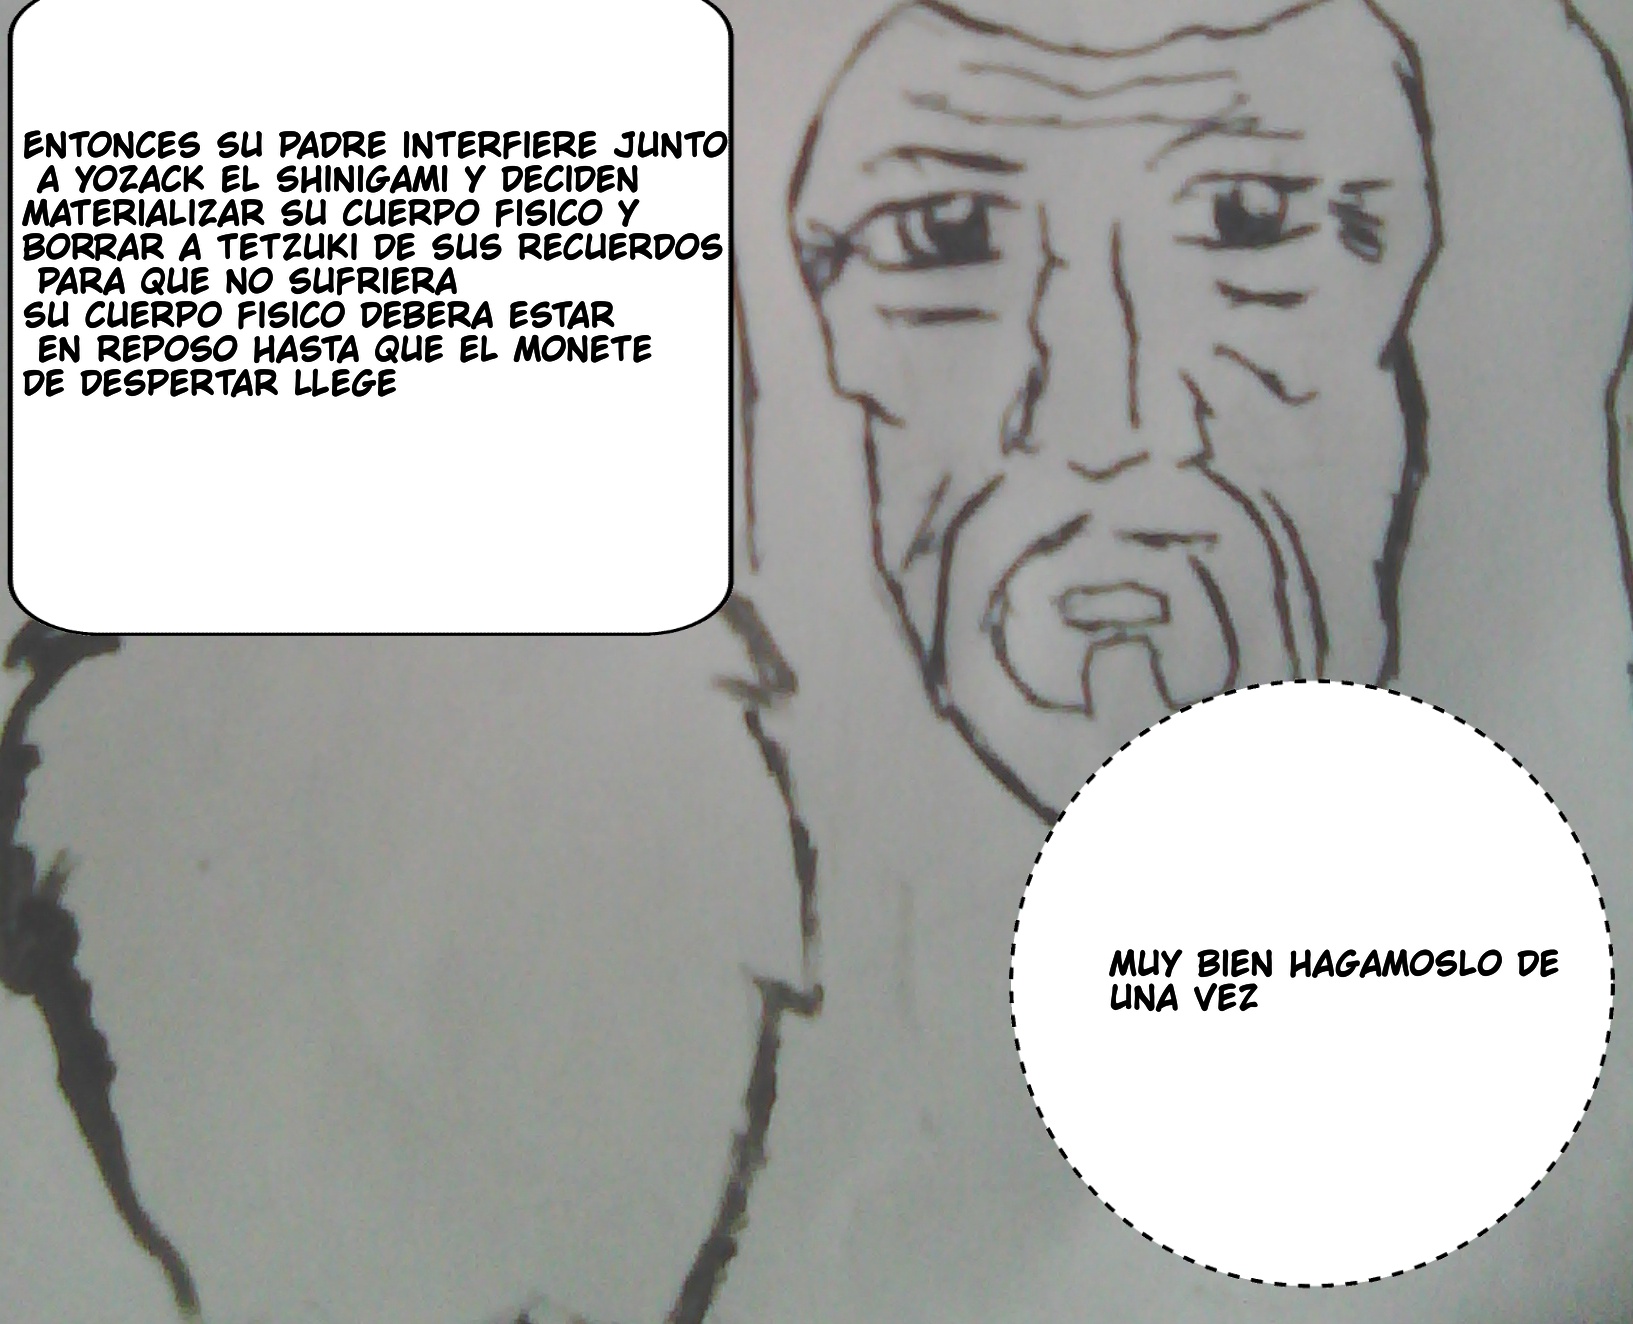 ENTONCES SU PADRE INTERFIERE JUNTO
A YOZACK EL SHINIGAMI Y DECIDEN
MATERIALIZAR SU CUERPO FISICO Y
BORRAR A TETZUKI DE SUS RECUERDOS
PARA QUE NO SUFRIERA
SU CUERPO FISICO DEBERA ESTAR
EN REPOSO HASTA QUE EL MONETE
DE DESPERTAR LLEGE
MUY BIEN HAGAMOSLO DE
UNA VEZ